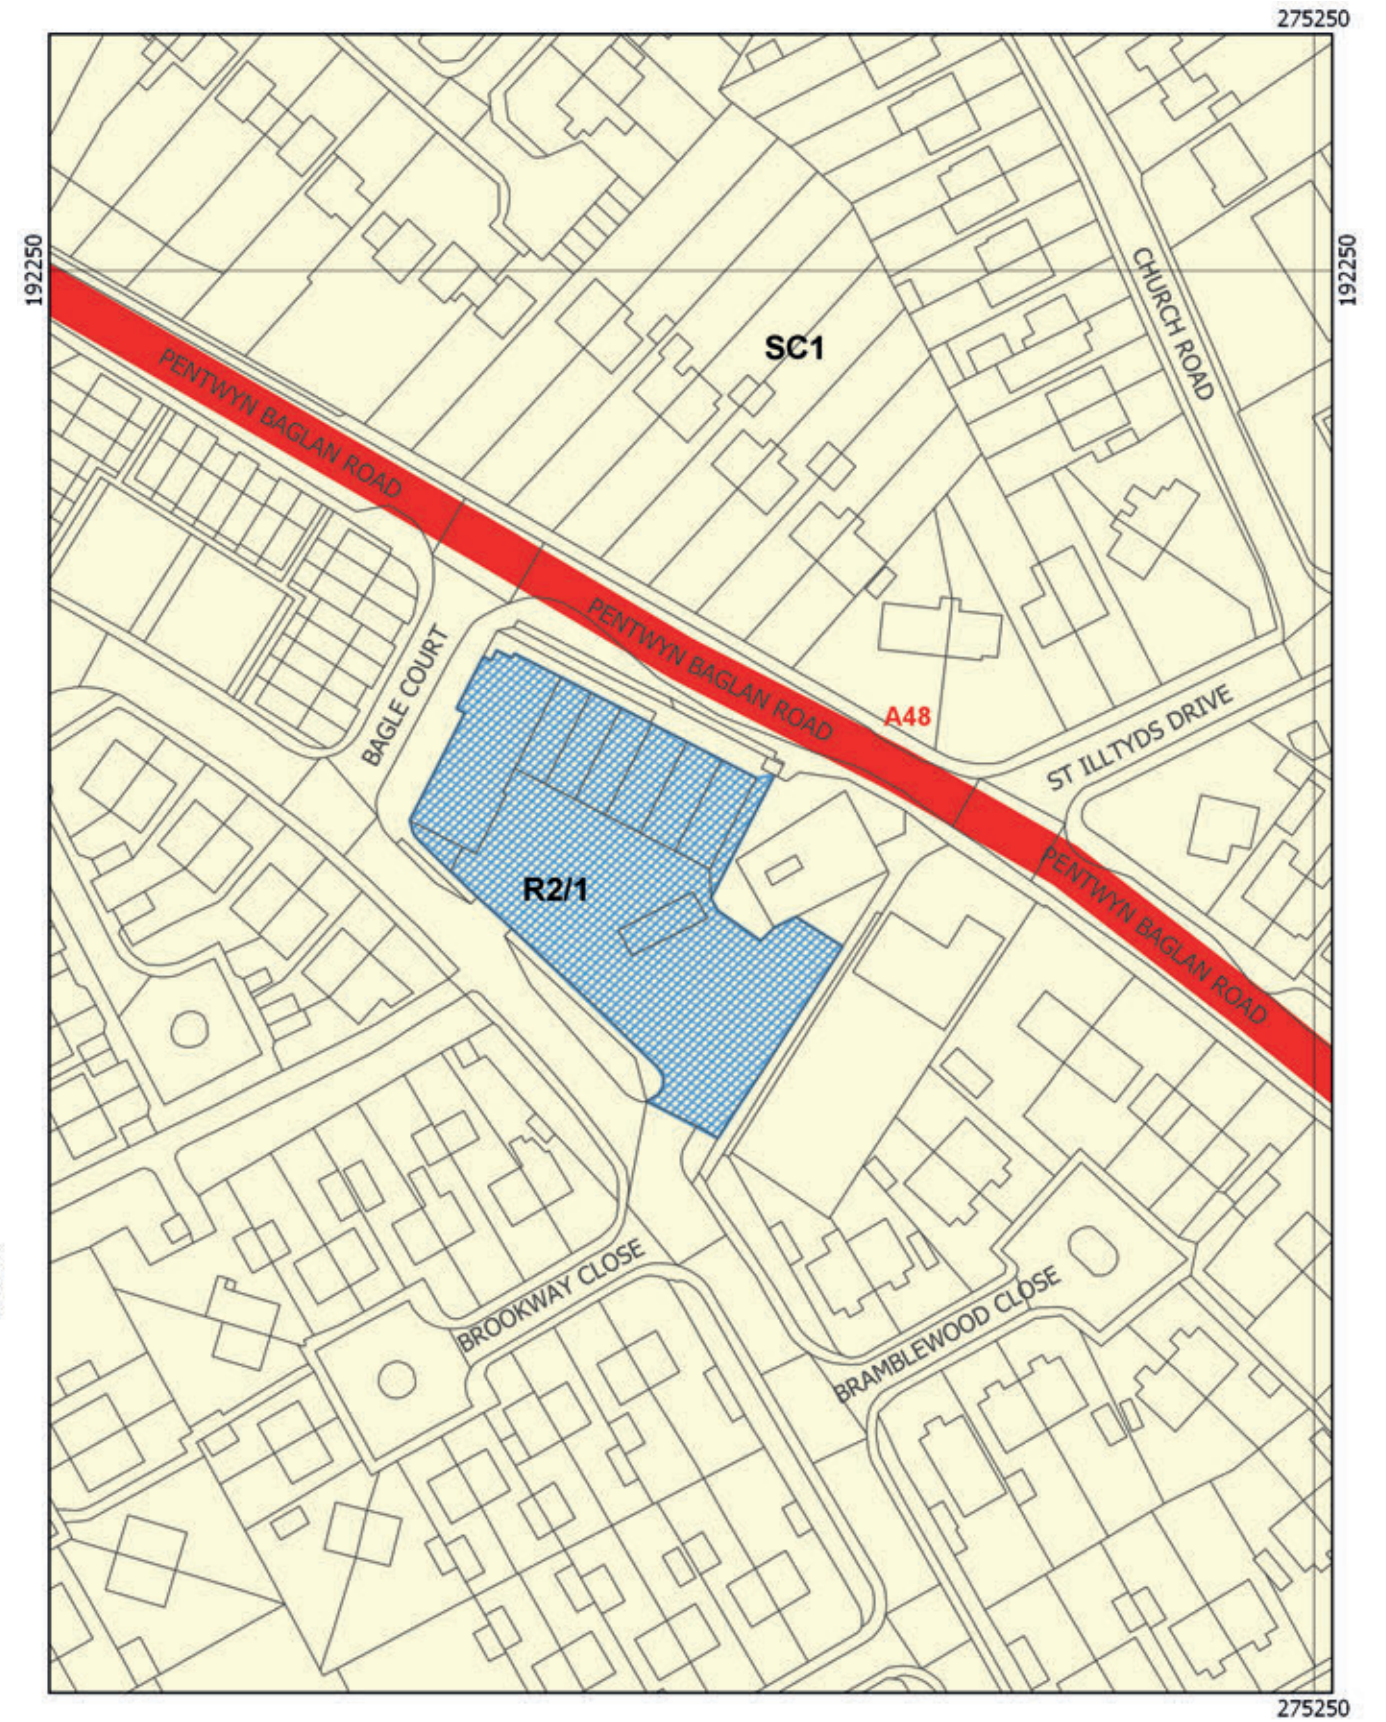 275250
192250
192250
CHURCH ROAD
SC1
PENTWYN BAGLAN ROAD
PENTWYN BAGLAN ROAD
A48
ST ILLTYDS DRIVE
BAGLE COURT
R2/1
PENTWYN BAGLAN ROAD
BROOKWAY CLOSE
BRAMBLEWOOD CLOSE
275250